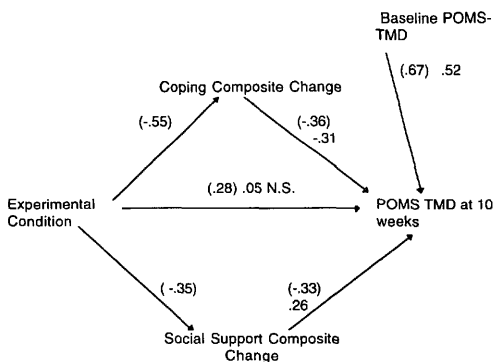 Baseline POMS-
TMD
(.67) .52
Coping Composite Change
(-.55)
(-.36)
-.31
(.28) .05 N.S.
Experimental
Condition
POMS TMD at 10
weeks
( -.35)
(-.33)
.26
Social Support Composite
Change